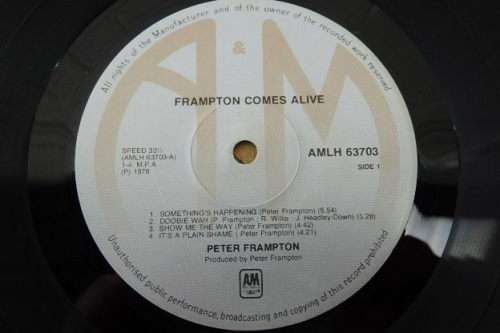 All rights of the Manufacturer and of the owner of the recorded work reserved.
A & M
FRAMPTON COMES ALIVE
SPEED 33⅓
(AMLH 63703-A)
1-4 M.P.A.
(P) 1976
AMLH 63703
SIDE 1
1 SOMETHING'S HAPPENING (Peter Frampton) (5.54)
2 DOOBIE WAH (P. Frampton, R. Wills, J. Headley-Down) (5.28)
3 SHOW ME THE WAY (Peter Frampton) (4.42)
4 IT'S A PLAIN SHAME (Peter Frampton) (4.21)
PETER FRAMPTON
Produced by Peter Frampton
A&M
Unauthorised public performance, broadcasting and copying of this record prohibited